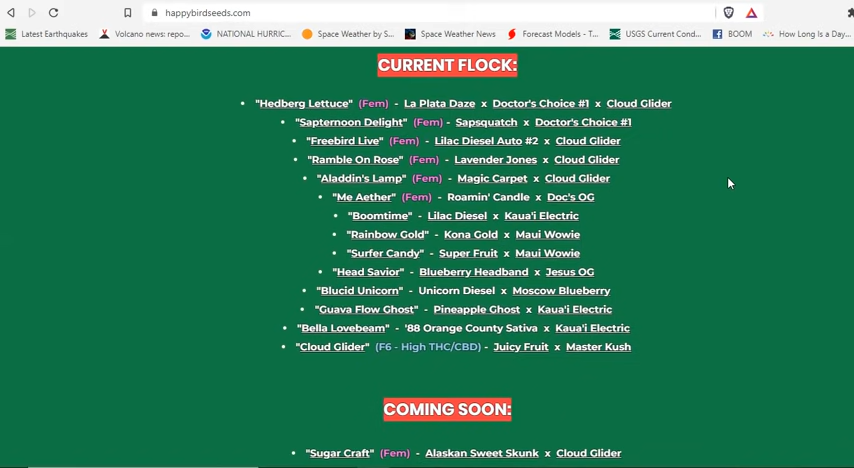 happybirdseeds.com
Latest Earthquakes Volcano news: repo... NATIONAL HURRIC... Space Weather by S... Space Weather News Forecast Models - T... USGS Current Cond... BOOM How Long Is a Day...
CURRENT FLOCK:
• "Hedberg Lettuce" (Fem) - La Plata Daze x Doctor's Choice #1 x Cloud Glider
• "Sapternoon Delight" (Fem) - Sapsquatch x Doctor's Choice #1
• "Freebird Live" (Fem) - Lilac Diesel Auto #2 x Cloud Glider
• "Ramble On Rose" (Fem) - Lavender Jones x Cloud Glider
• "Aladdin's Lamp" (Fem) - Magic Carpet x Cloud Glider
• "Me Aether" (Fem) - Roamin' Candle x Doc's OG
• "Boomtime" - Lilac Diesel x Kaua'i Electric
• "Rainbow Gold" - Kona Gold x Maui Wowie
• "Surfer Candy" - Super Fruit x Maui Wowie
• "Head Savior" - Blueberry Headband x Jesus OG
• "Blucid Unicorn" - Unicorn Diesel x Moscow Blueberry
• "Guava Flow Ghost" - Pineapple Ghost x Kaua'i Electric
• "Bella Lovebeam" - '88 Orange County Sativa x Kaua'i Electric
• "Cloud Glider" (F6 - High THC/CBD) - Juicy Fruit x Master Kush
COMING SOON:
• "Sugar Craft" (Fem) - Alaskan Sweet Skunk x Cloud Glider